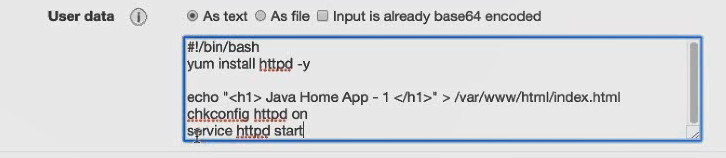 User data As text As file Input is already base64 encoded
#!/bin/bash
yum install httpd -y
echo "<h1> Java Home App - 1 </h1>" > /var/www/html/index.html
chkconfig httpd on
service httpd start